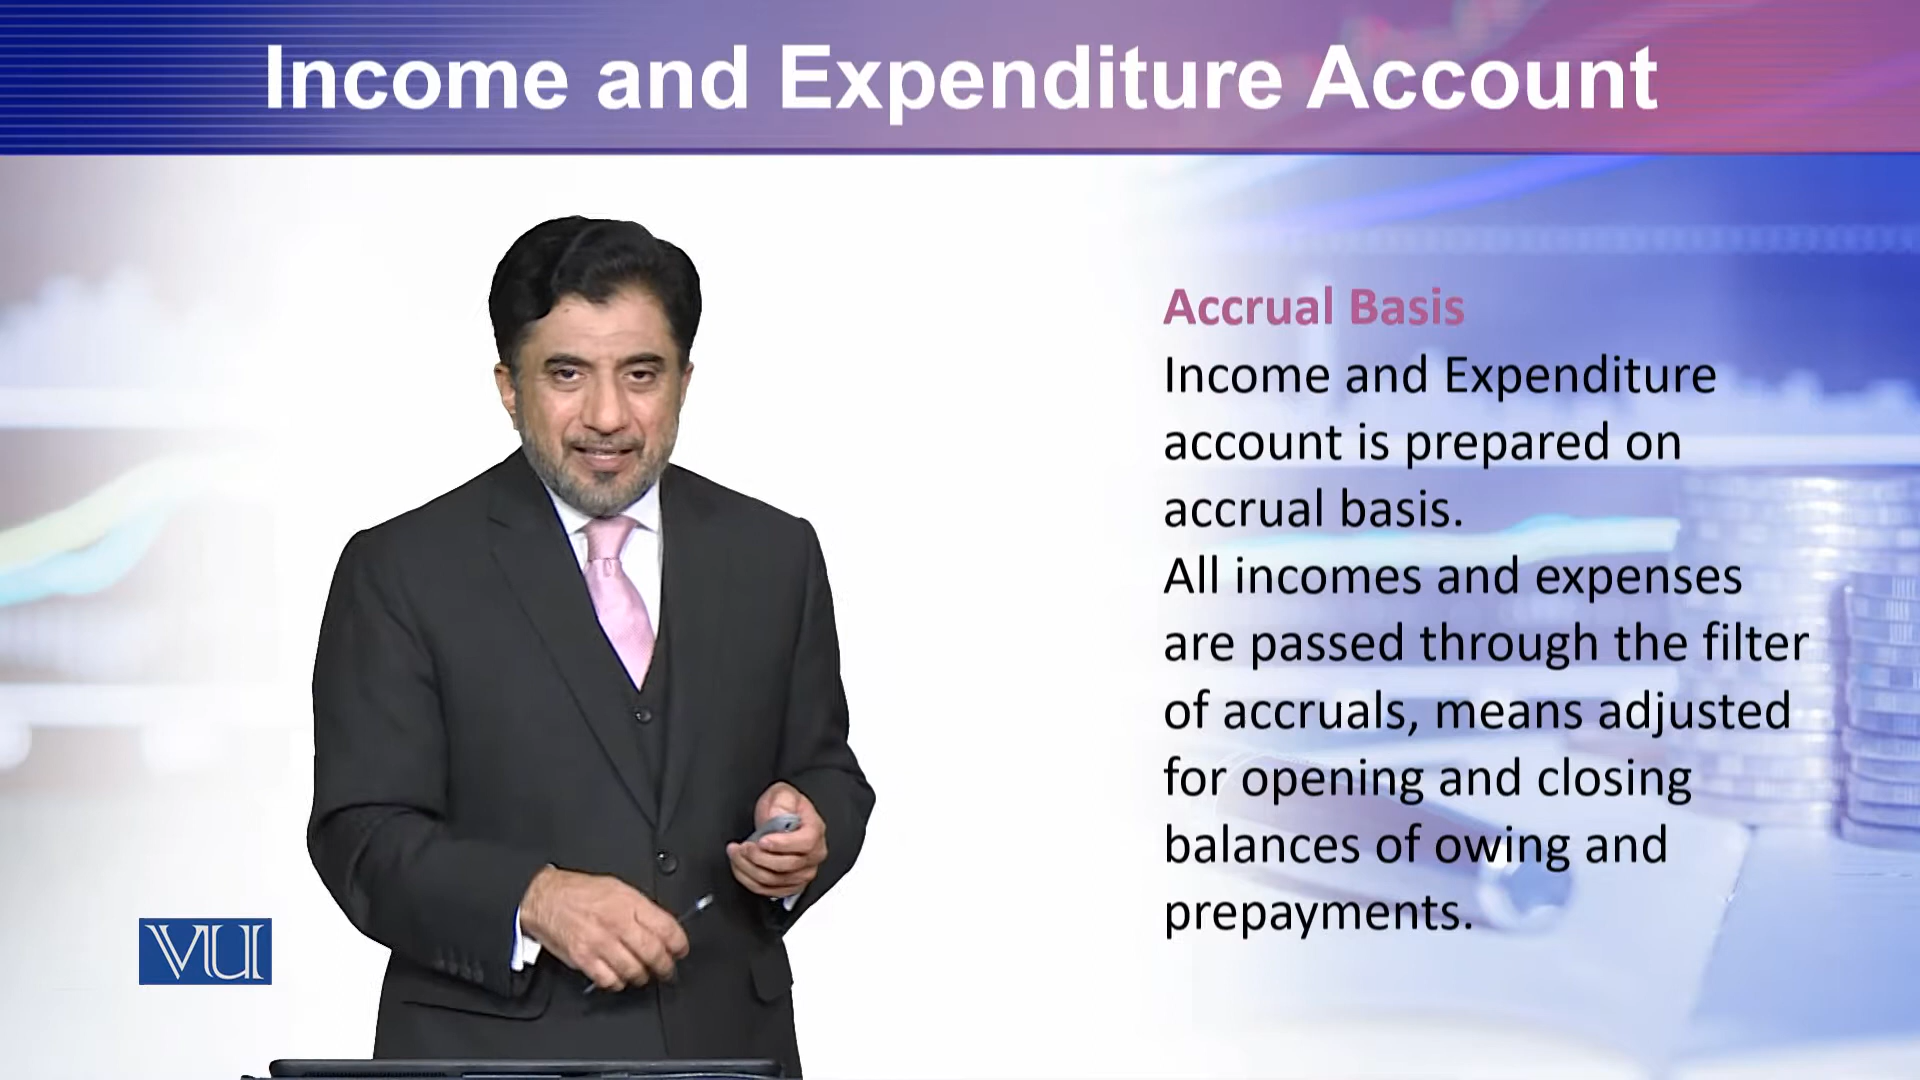 Income and Expenditure Account
Accrual Basis
Income and Expenditure
account is prepared on
accrual basis.
All incomes and expenses
are passed through the filter
of accruals, means adjusted
for opening and closing
balances of owing and
prepayments.
VU